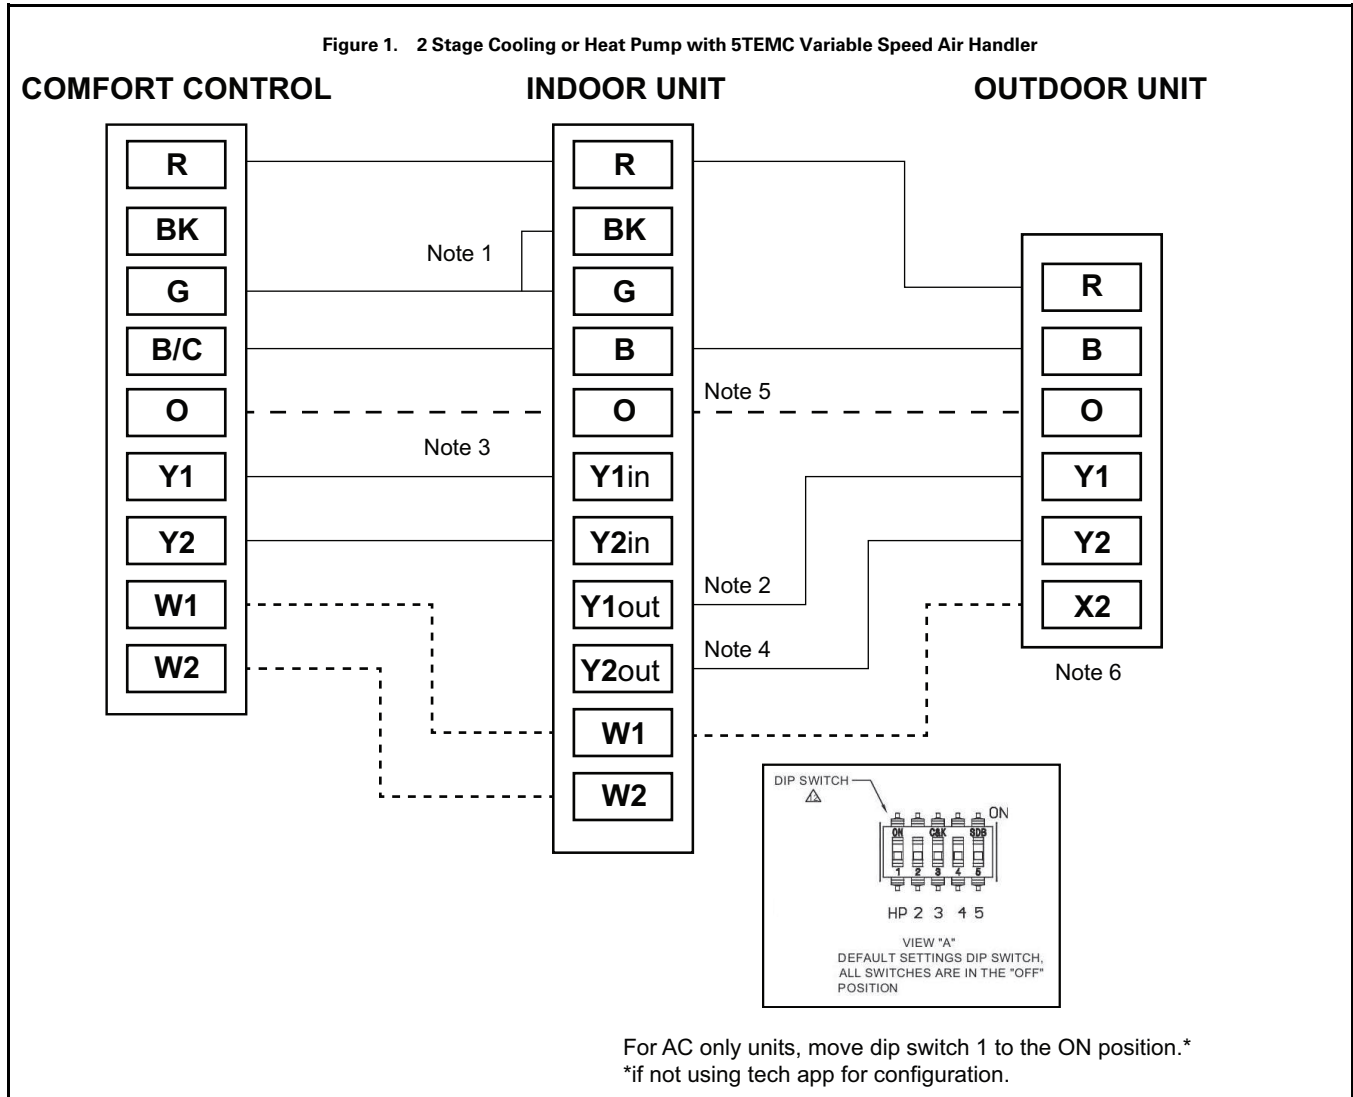 Figure 1. 2 Stage Cooling or Heat Pump with 5TEMC Variable Speed Air Handler
COMFORT CONTROL
INDOOR UNIT
OUTDOOR UNIT
R
BK
G
B/C
O
Y1
Y2
W1
W2
Note 1
Note 3
R
BK
G
B
O
Y1in
Y2in
Y1out
Y2out
W1
W2
Note 5
Note 2
Note 4
R
B
O
Y1
Y2
X2
Note 6
DIP SWITCH
12
ON
ON C&K SDB
1 2 3 4 5
HP 2 3 4 5
VIEW "A"
DEFAULT SETTINGS DIP SWITCH,
ALL SWITCHES ARE IN THE "OFF"
POSITION
For AC only units, move dip switch 1 to the ON position.*
*if not using tech app for configuration.